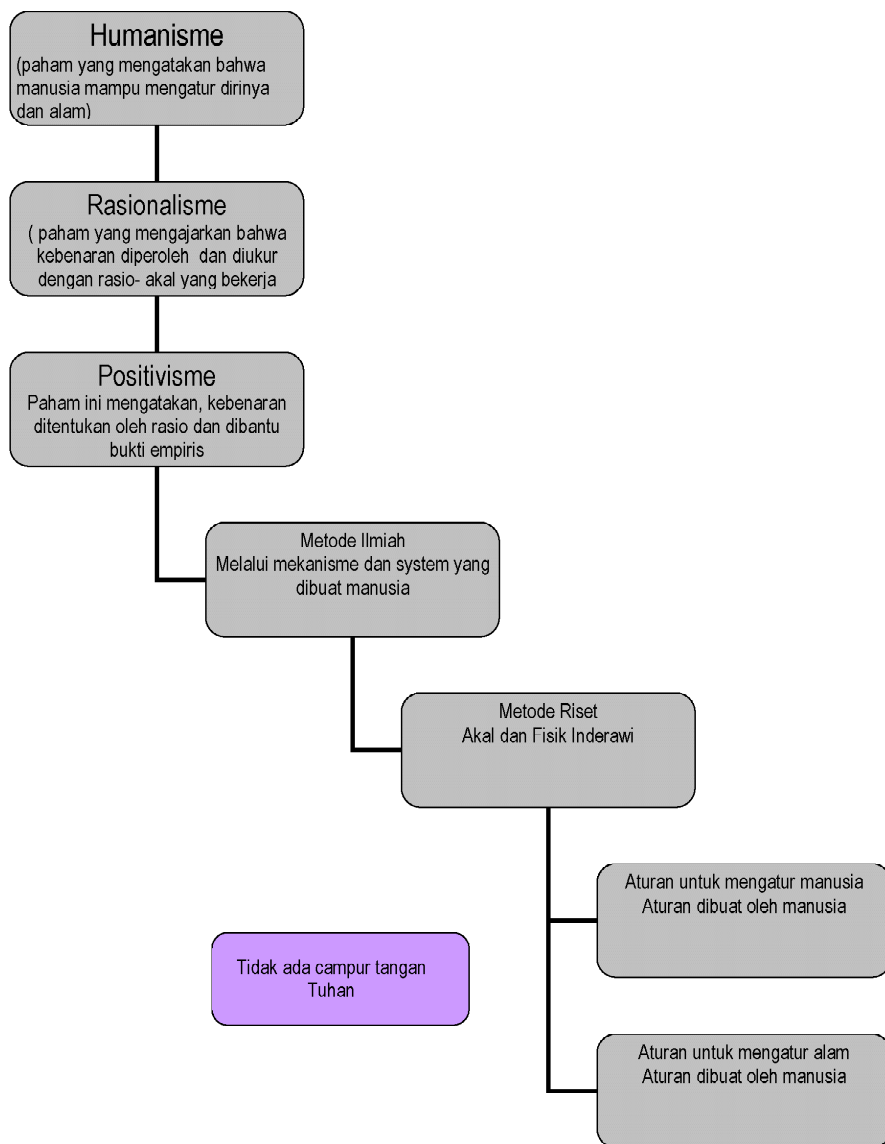 Humanisme
(paham yang mengatakan bahwa
manusia mampu mengatur dirinya
dan alam)
Rasionalisme
( paham yang mengajarkan bahwa
kebenaran diperoleh dan diukur
dengan rasio- akal yang bekerja
Positivisme
Paham ini mengatakan, kebenaran
ditentukan oleh rasio dan dibantu
bukti empiris
Metode Ilmiah
Melalui mekanisme dan system yang
dibuat manusia
Metode Riset
Akal dan Fisik Inderawi
Aturan untuk mengatur manusia
Aturan dibuat oleh manusia
Tidak ada campur tangan
Tuhan
Aturan untuk mengatur alam
Aturan dibuat oleh manusia